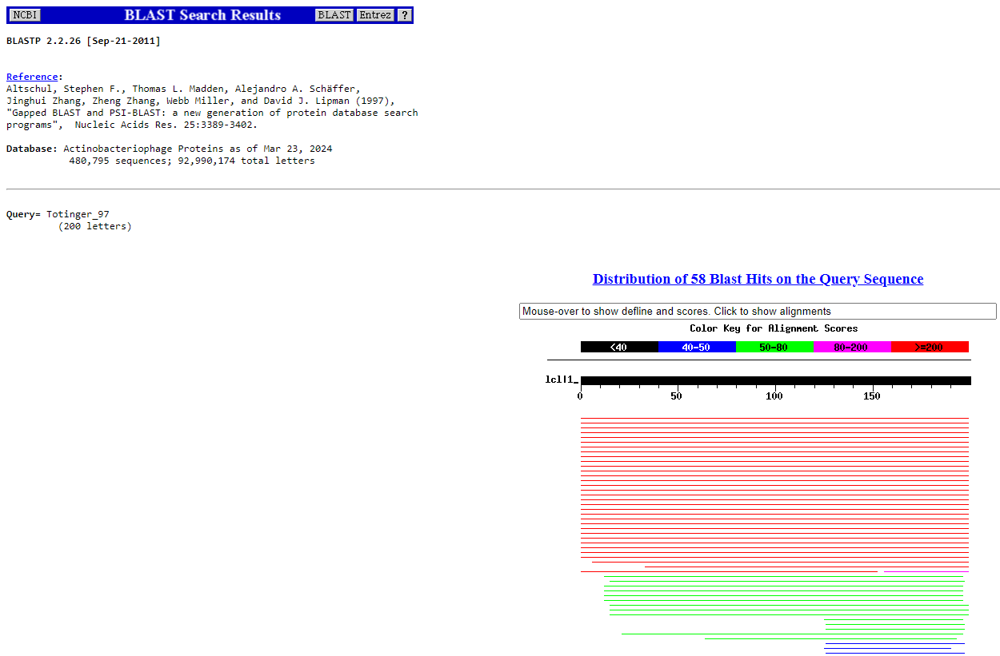 NCBI BLAST Search Results BLAST Entrez ?
BLASTP 2.2.26 [Sep-21-2011]
Reference:
Altschul, Stephen F., Thomas L. Madden, Alejandro A. Schäffer,
Jinghui Zhang, Zheng Zhang, Webb Miller, and David J. Lipman (1997),
"Gapped BLAST and PSI-BLAST: a new generation of protein database search
programs", Nucleic Acids Res. 25:3389-3402.
Database: Actinobacteriophage Proteins as of Mar 23, 2024
480,795 sequences; 92,990,174 total letters
Query= Totinger_97
(200 letters)
Distribution of 58 Blast Hits on the Query Sequence
Mouse-over to show defline and scores. Click to show alignments
Color Key for Alignment Scores
<40 40-50 50-80 80-200 >=200
lcl|1_
0 50 100 150